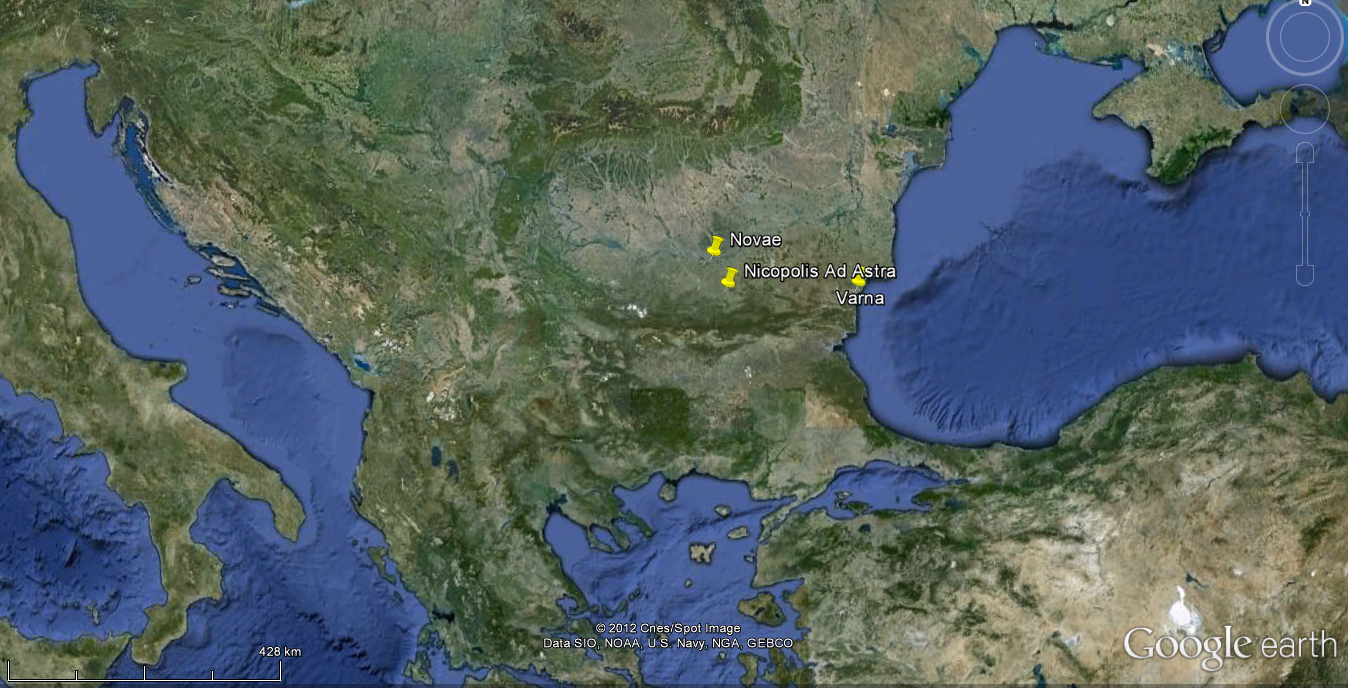 N
Novae
Nicopolis Ad Astra
Varna
© 2012 Cnes/Spot Image
Data SIO, NOAA, U.S. Navy, NGA, GEBCO
428 km
Google earth